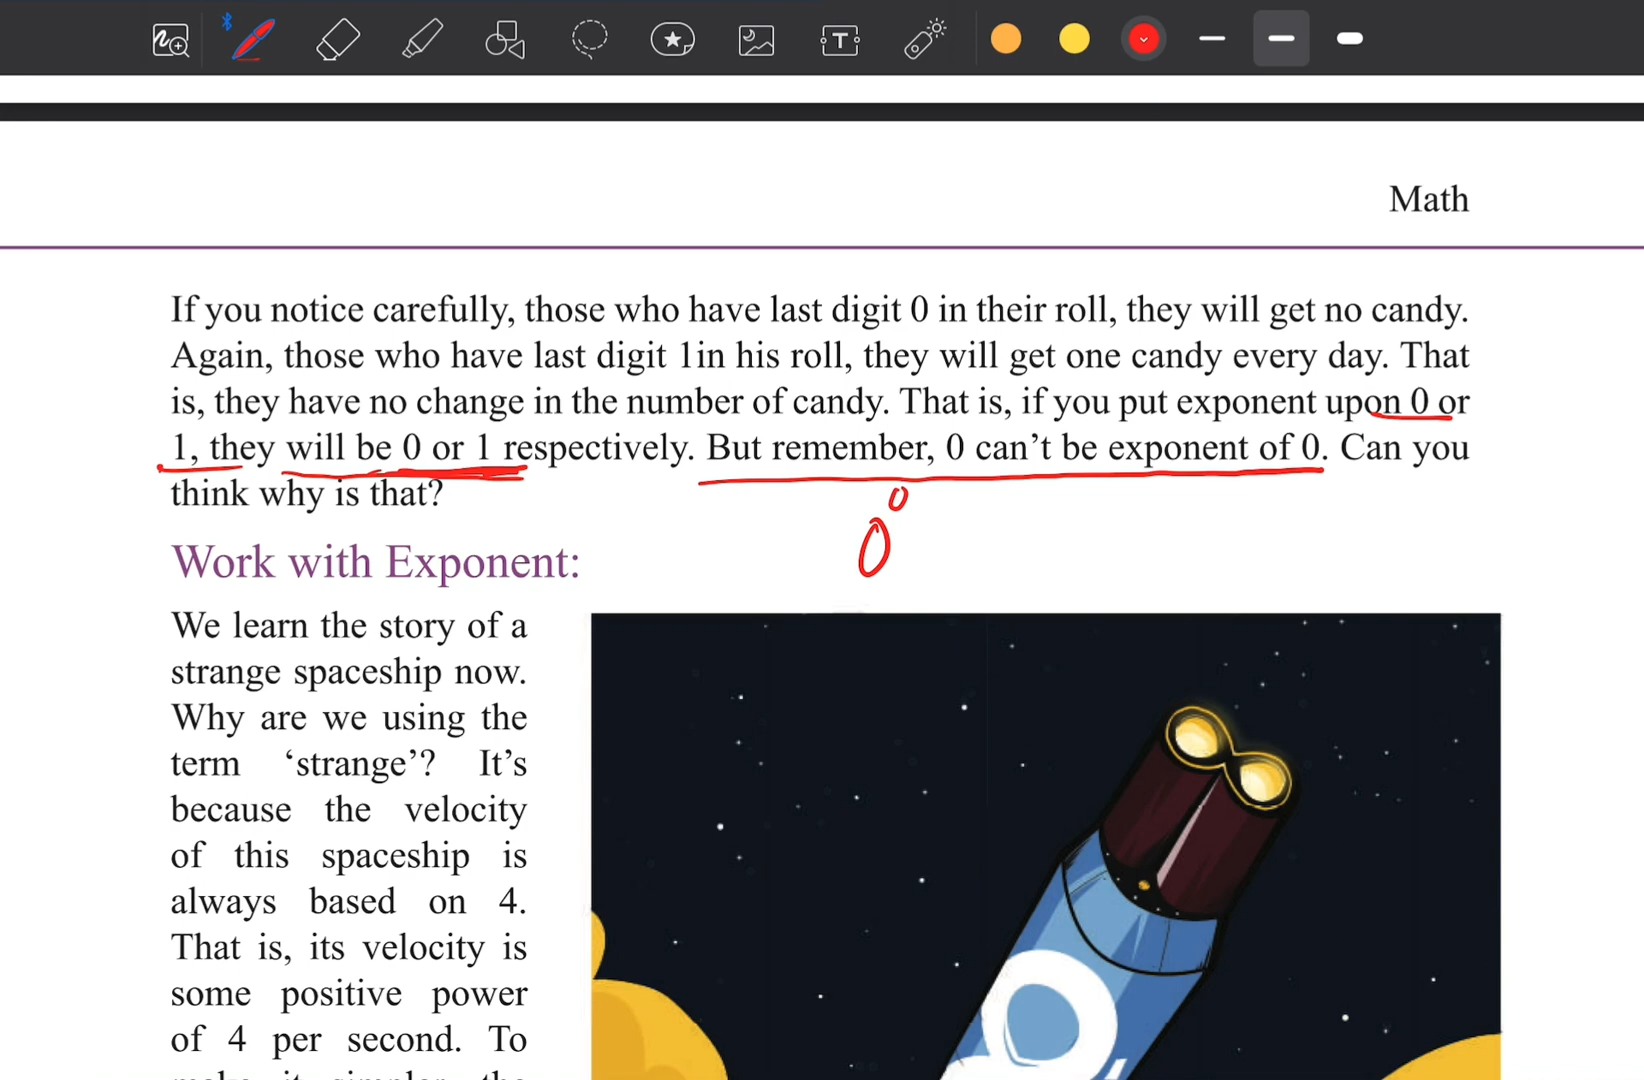 T
Math
If you notice carefully, those who have last digit 0 in their roll, they will get no candy.
Again, those who have last digit 1in his roll, they will get one candy every day. That
is, they have no change in the number of candy. That is, if you put exponent upon 0 or
1, they will be 0 or 1 respectively. But remember, 0 can’t be exponent of 0. Can you
think why is that?
0⁰
Work with Exponent:
We learn the story of a
strange spaceship now.
Why are we using the
term ‘strange’? It’s
because the velocity
of this spaceship is
always based on 4.
That is, its velocity is
some positive power
of 4 per second. To
make it simpler, the